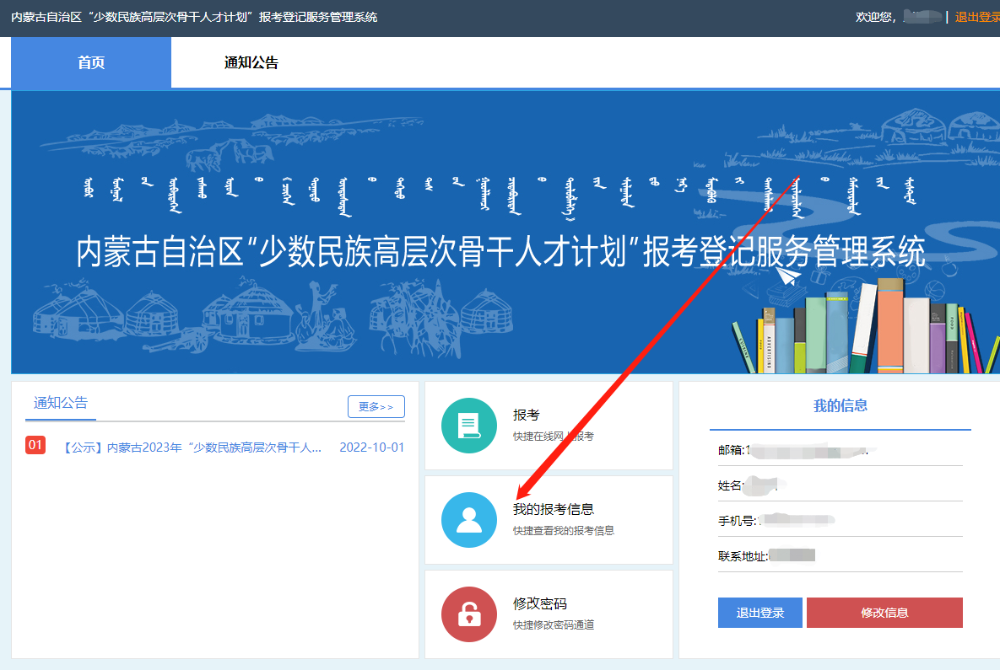 内蒙古自治区“少数民族高层次骨干人才计划”报考登记服务管理系统
欢迎您, | 退出登录
首页 通知公告
内蒙古自治区“少数民族高层次骨干人才计划”报考登记服务管理系统
通知公告 更多>>
01 【公示】内蒙古2023年“少数民族高层次骨干人... 2022-10-01
报考
快捷在线网上报考
我的报考信息
快捷查看我的报考信息
修改密码
快捷修改密码通道
我的信息
邮箱:
姓名:
手机号:
联系地址:
退出登录 修改信息